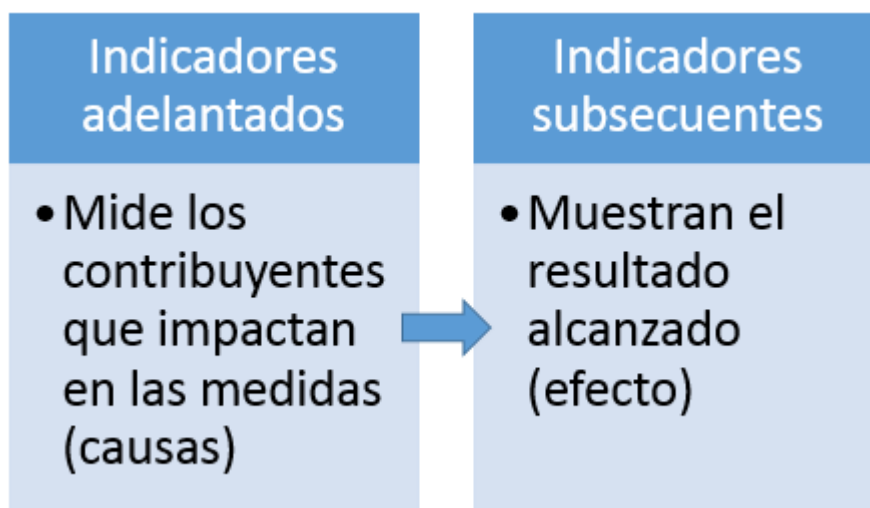 Indicadores
adelantados
• Mide los
contribuyentes
que impactan
en las medidas
(causas)
Indicadores
subsecuentes
• Muestran el
resultado
alcanzado
(efecto)